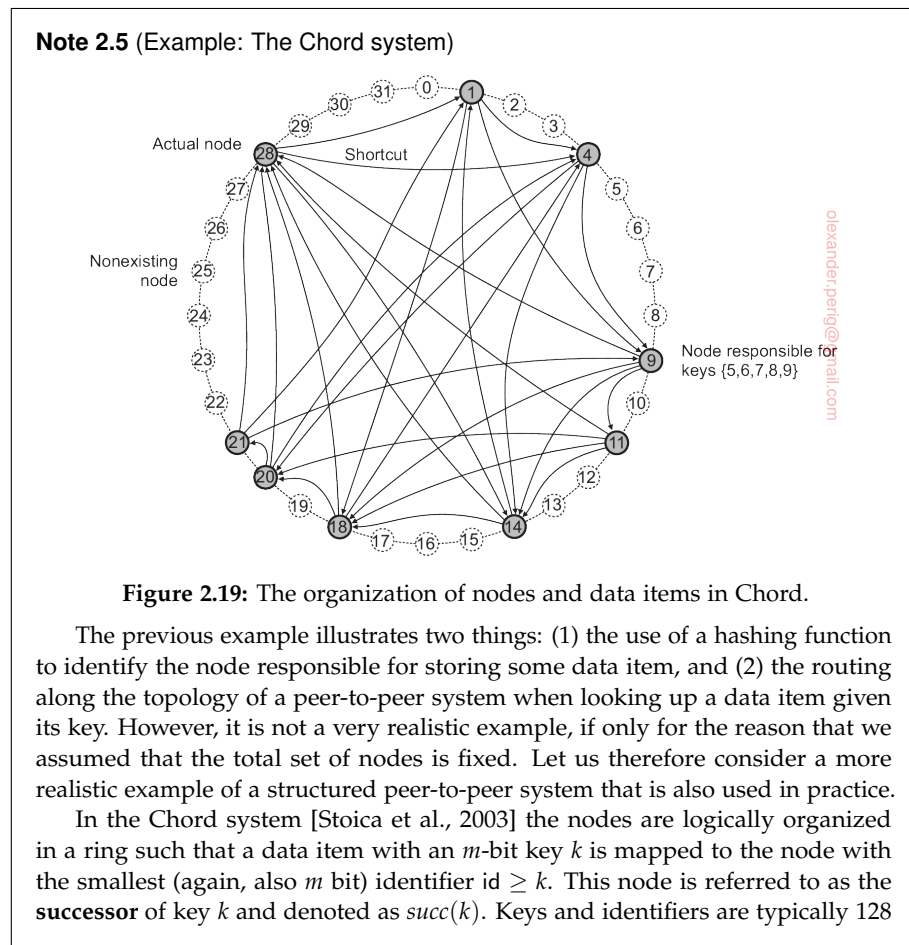 Note 2.5 (Example: The Chord system)
0
1
2
3
4
5
6
7
8
9
10
11
12
13
14
15
16
17
18
19
20
21
22
23
24
25
26
27
28
29
30
31
Actual node
Shortcut
Nonexisting
node
Node responsible for
keys {5,6,7,8,9}
olexander.perig@gmail.com
Figure 2.19: The organization of nodes and data items in Chord.
The previous example illustrates two things: (1) the use of a hashing function
to identify the node responsible for storing some data item, and (2) the routing
along the topology of a peer-to-peer system when looking up a data item given
its key. However, it is not a very realistic example, if only for the reason that we
assumed that the total set of nodes is fixed. Let us therefore consider a more
realistic example of a structured peer-to-peer system that is also used in practice.
In the Chord system [Stoica et al., 2003] the nodes are logically organized
in a ring such that a data item with an m-bit key k is mapped to the node with
the smallest (again, also m bit) identifier id ≥ k. This node is referred to as the
successor of key k and denoted as succ(k). Keys and identifiers are typically 128